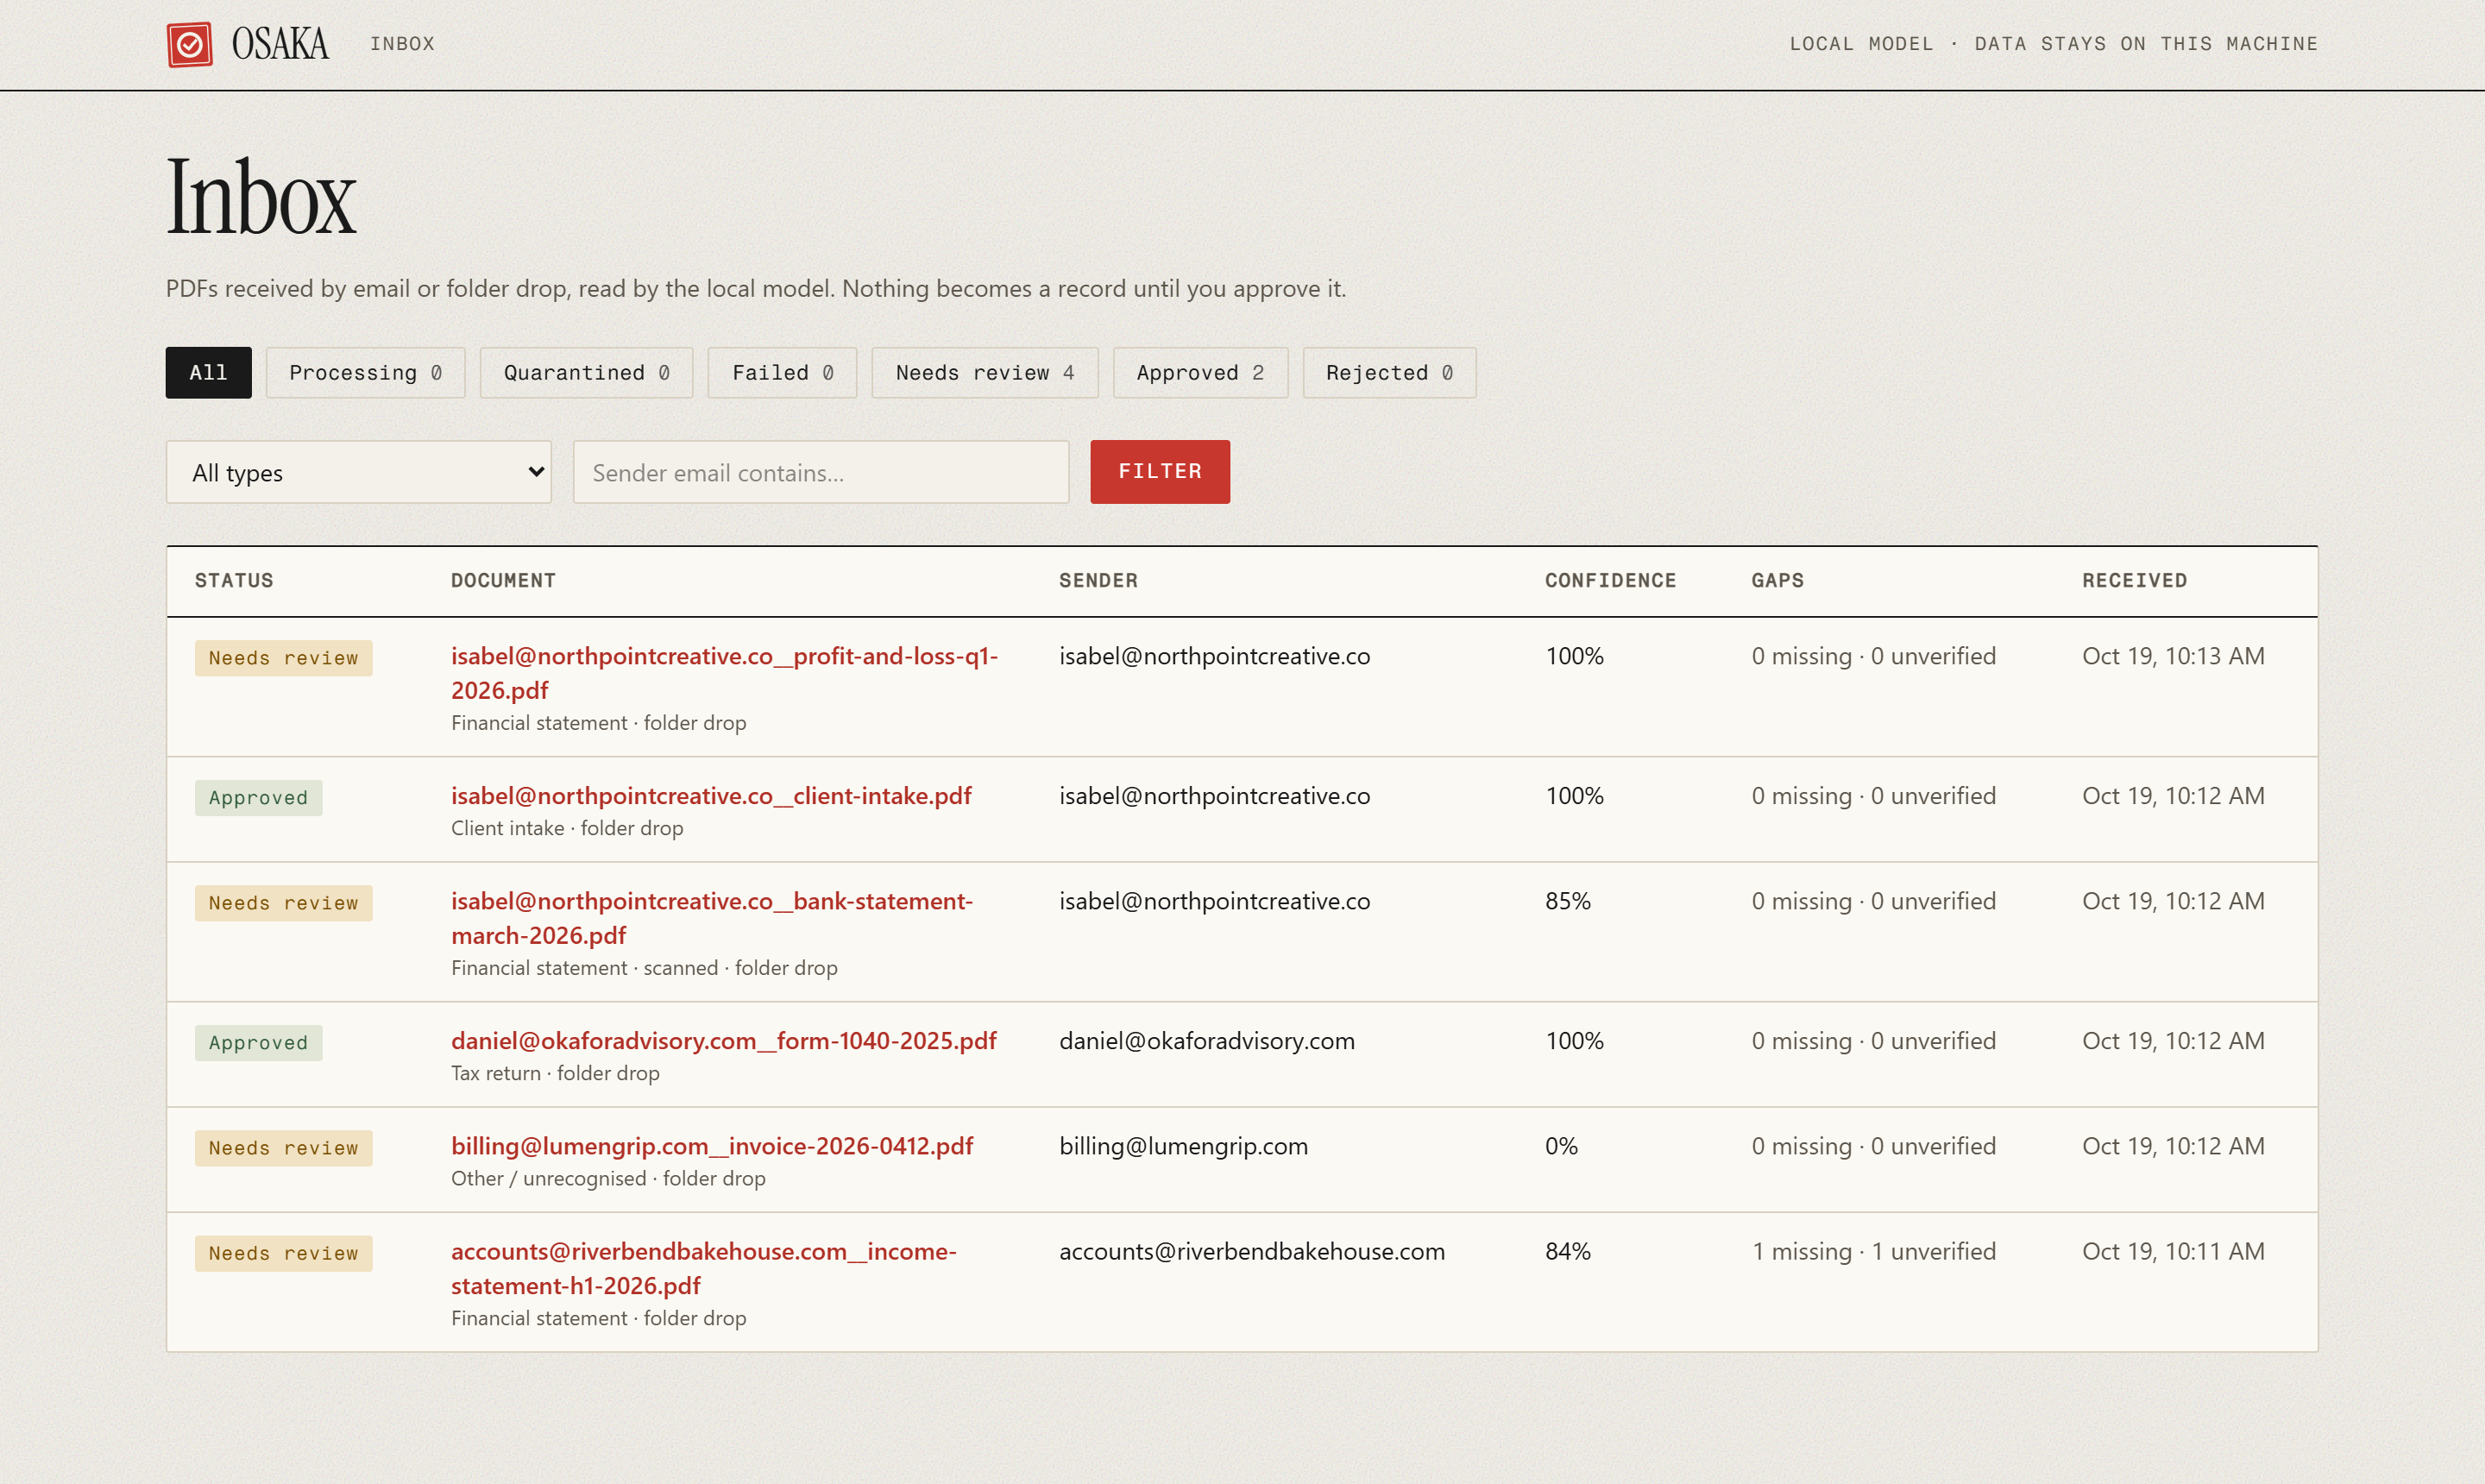 OSAKA
INBOX
LOCAL MODEL · DATA STAYS ON THIS MACHINE
Inbox
PDFs received by email or folder drop, read by the local model. Nothing becomes a record until you approve it.
All
Processing 0
Quarantined 0
Failed 0
Needs review 4
Approved 2
Rejected 0
All types
Sender email contains...
FILTER
STATUS DOCUMENT SENDER CONFIDENCE GAPS RECEIVED
Needs review
isabel@northpointcreative.co__profit-and-loss-q1-
2026.pdf
Financial statement · folder drop
isabel@northpointcreative.co
100%
0 missing · 0 unverified
Oct 19, 10:13 AM
Approved
isabel@northpointcreative.co__client-intake.pdf
Client intake · folder drop
isabel@northpointcreative.co
100%
0 missing · 0 unverified
Oct 19, 10:12 AM
Needs review
isabel@northpointcreative.co__bank-statement-
march-2026.pdf
Financial statement · scanned · folder drop
isabel@northpointcreative.co
85%
0 missing · 0 unverified
Oct 19, 10:12 AM
Approved
daniel@okaforadvisory.com__form-1040-2025.pdf
Tax return · folder drop
daniel@okaforadvisory.com
100%
0 missing · 0 unverified
Oct 19, 10:12 AM
Needs review
billing@lumengrip.com__invoice-2026-0412.pdf
Other / unrecognised · folder drop
billing@lumengrip.com
0%
0 missing · 0 unverified
Oct 19, 10:12 AM
Needs review
accounts@riverbendbakehouse.com__income-
statement-h1-2026.pdf
Financial statement · folder drop
accounts@riverbendbakehouse.com
84%
1 missing · 1 unverified
Oct 19, 10:11 AM